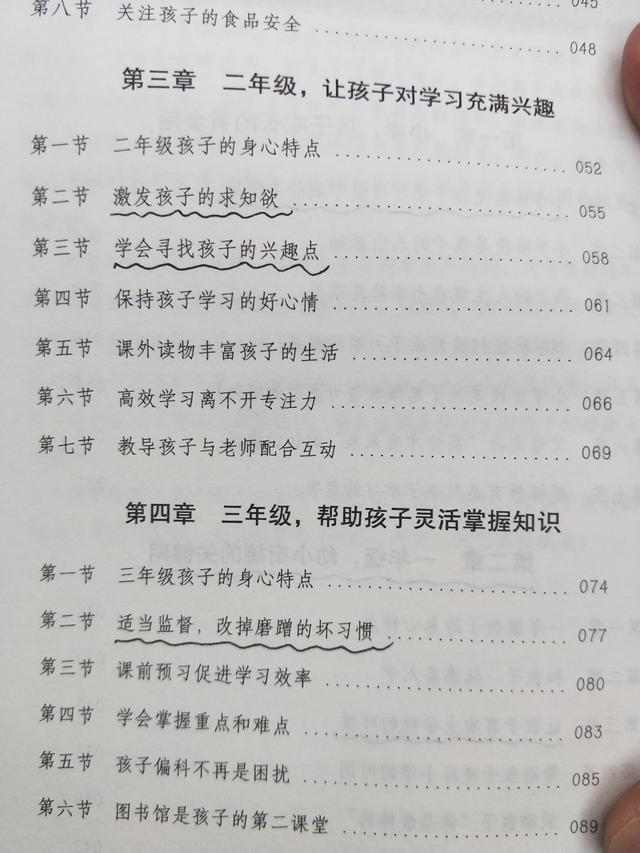 045
第八节 关注孩子的食品安全 048
第三章 二年级，让孩子对学习充满兴趣
第一节 二年级孩子的身心特点 052
第二节 激发孩子的求知欲 055
第三节 学会寻找孩子的兴趣点 058
第四节 保持孩子学习的好心情 061
第五节 课外读物丰富孩子的生活 064
第六节 高效学习离不开专注力 066
第七节 教导孩子与老师配合互动 069
第四章 三年级，帮助孩子灵活掌握知识
第一节 三年级孩子的身心特点 074
第二节 适当监督，改掉磨蹭的坏习惯 077
第三节 课前预习促进学习效率 080
第四节 学会掌握重点和难点 083
第五节 孩子偏科不再是困扰 085
第六节 图书馆是孩子的第二课堂 089